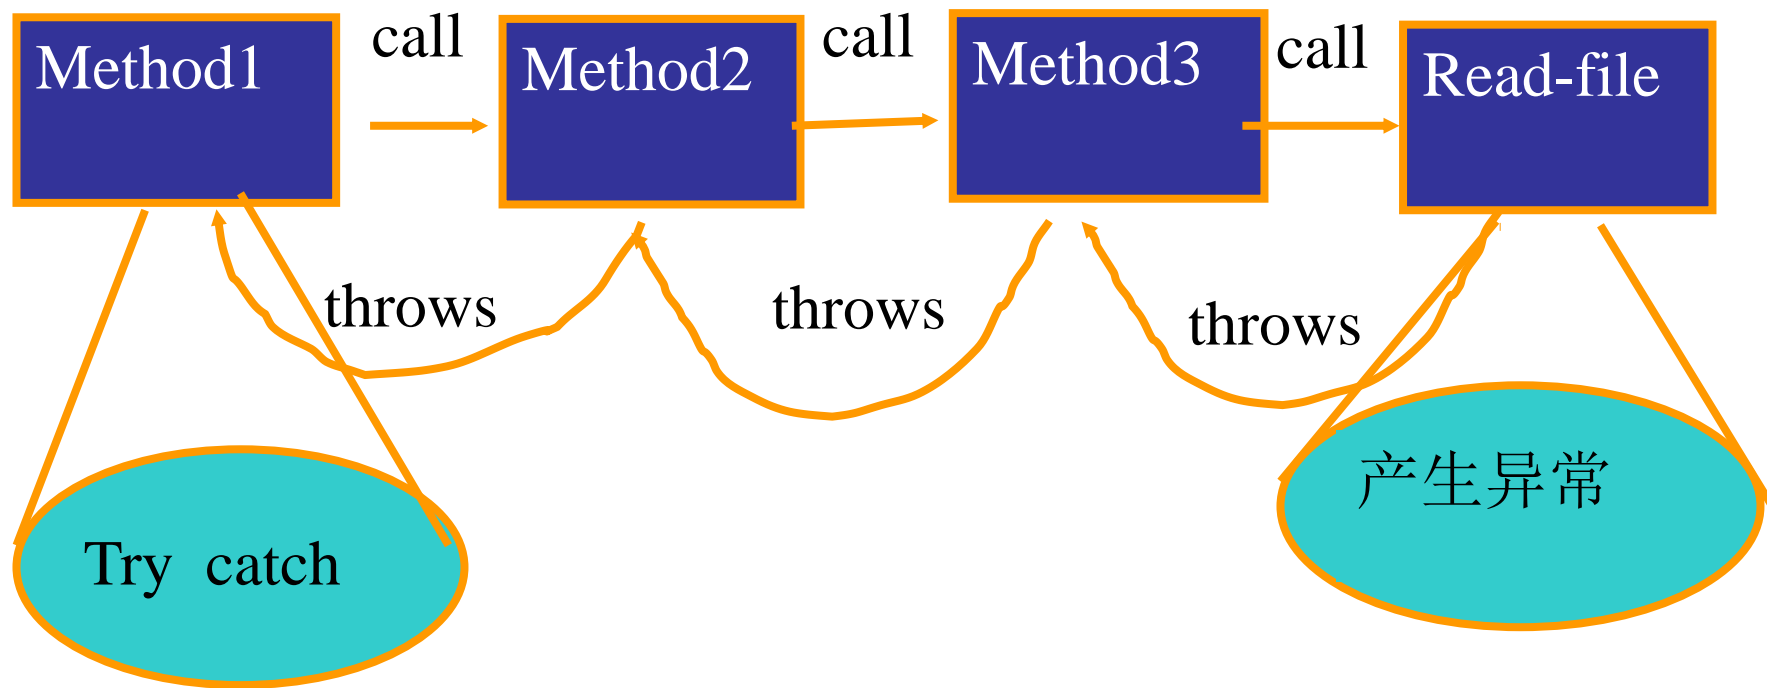 Method1
call
Method2
call
Method3
call
Read-file
throws
throws
throws
Try catch
产生异常